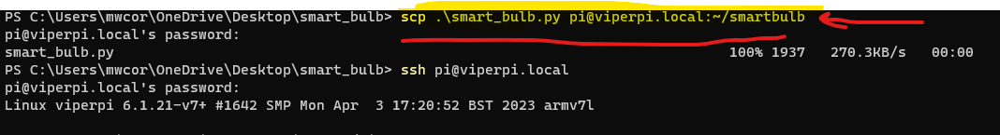 PS C:\Users\mwcor\OneDrive\Desktop\smart_bulb> scp .\smart_bulb.py pi@viperpi.local:~/smartbulb
pi@viperpi.local's password:
smart_bulb.py 100% 1937 270.3KB/s 00:00
PS C:\Users\mwcor\OneDrive\Desktop\smart_bulb> ssh pi@viperpi.local
pi@viperpi.local's password:
Linux viperpi 6.1.21-v7+ #1642 SMP Mon Apr  3 17:20:52 BST 2023 armv7l